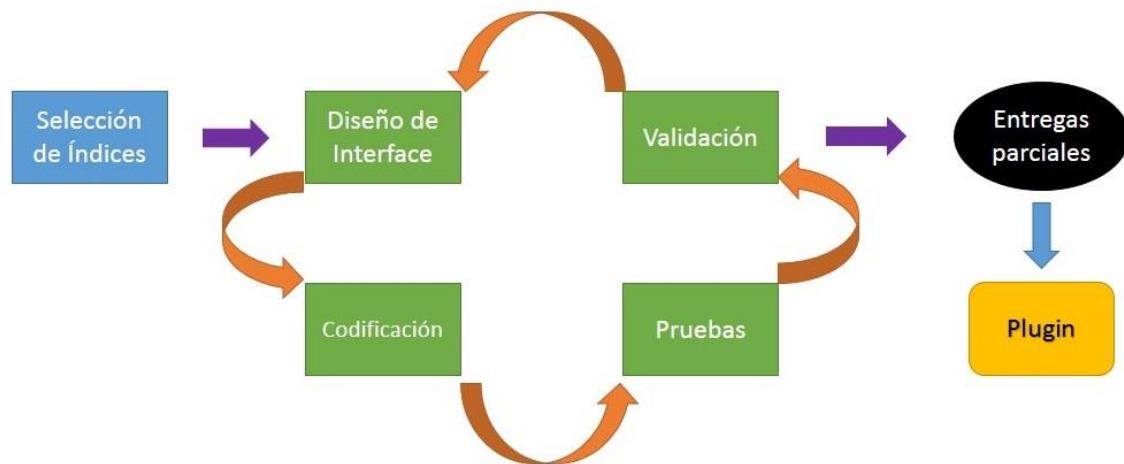 Selección
de Índices
Diseño de
Interface
Validación
Entregas
parciales
Codificación
Pruebas
Plugin